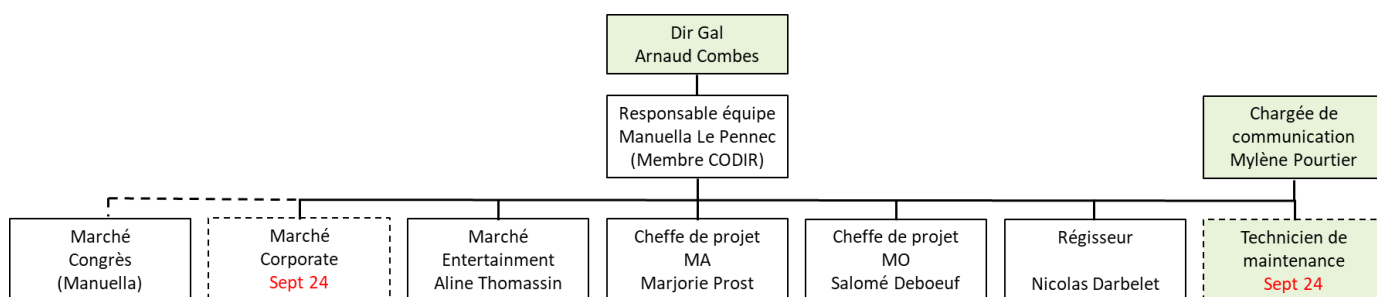 Dir Gal
Arnaud Combes
Responsable équipe
Manuella Le Pennec
(Membre CODIR)
Chargée de
communication
Mylène Pourtier
Marché
Congrès
(Manuella)
Marché
Corporate
Sept 24
Marché
Entertainment
Aline Thomassin
Cheffe de projet
MA
Marjorie Prost
Cheffe de projet
MO
Salomé Deboeuf
Régisseur
Nicolas Darbelet
Technicien de
maintenance
Sept 24